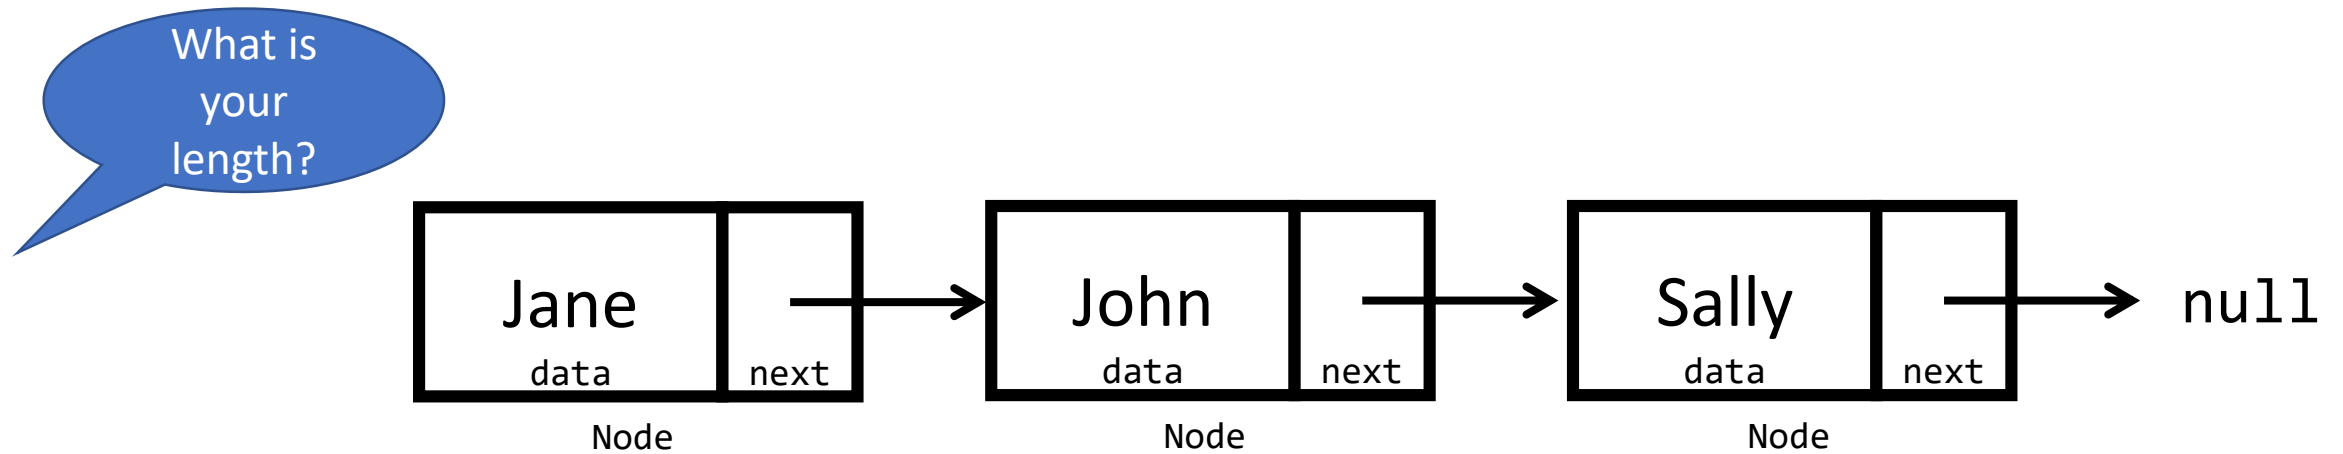 What is
your
length?
Jane John Sally null
data next data next data next
Node Node Node